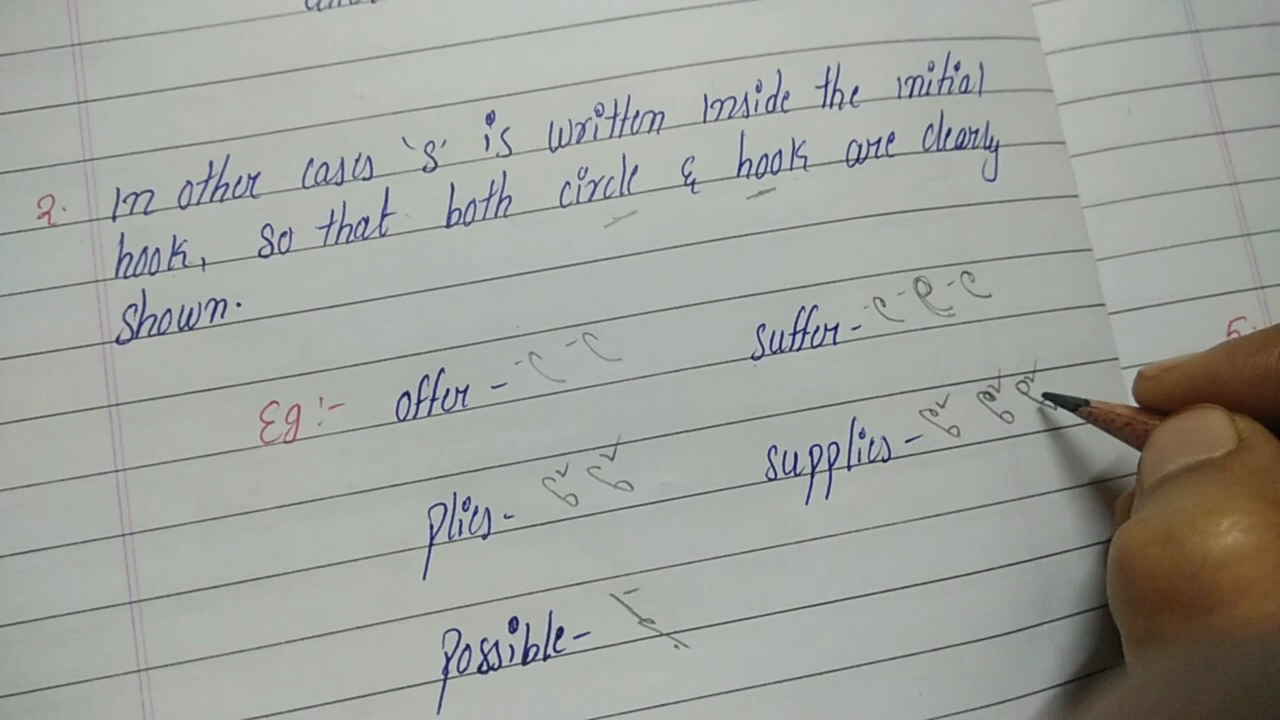 2. In other cases 's' is written inside the initial
hook, so that both circle & hook are clearly
shown.
Eg:- offer - suffer -
plies - supplies -
possible -
5.